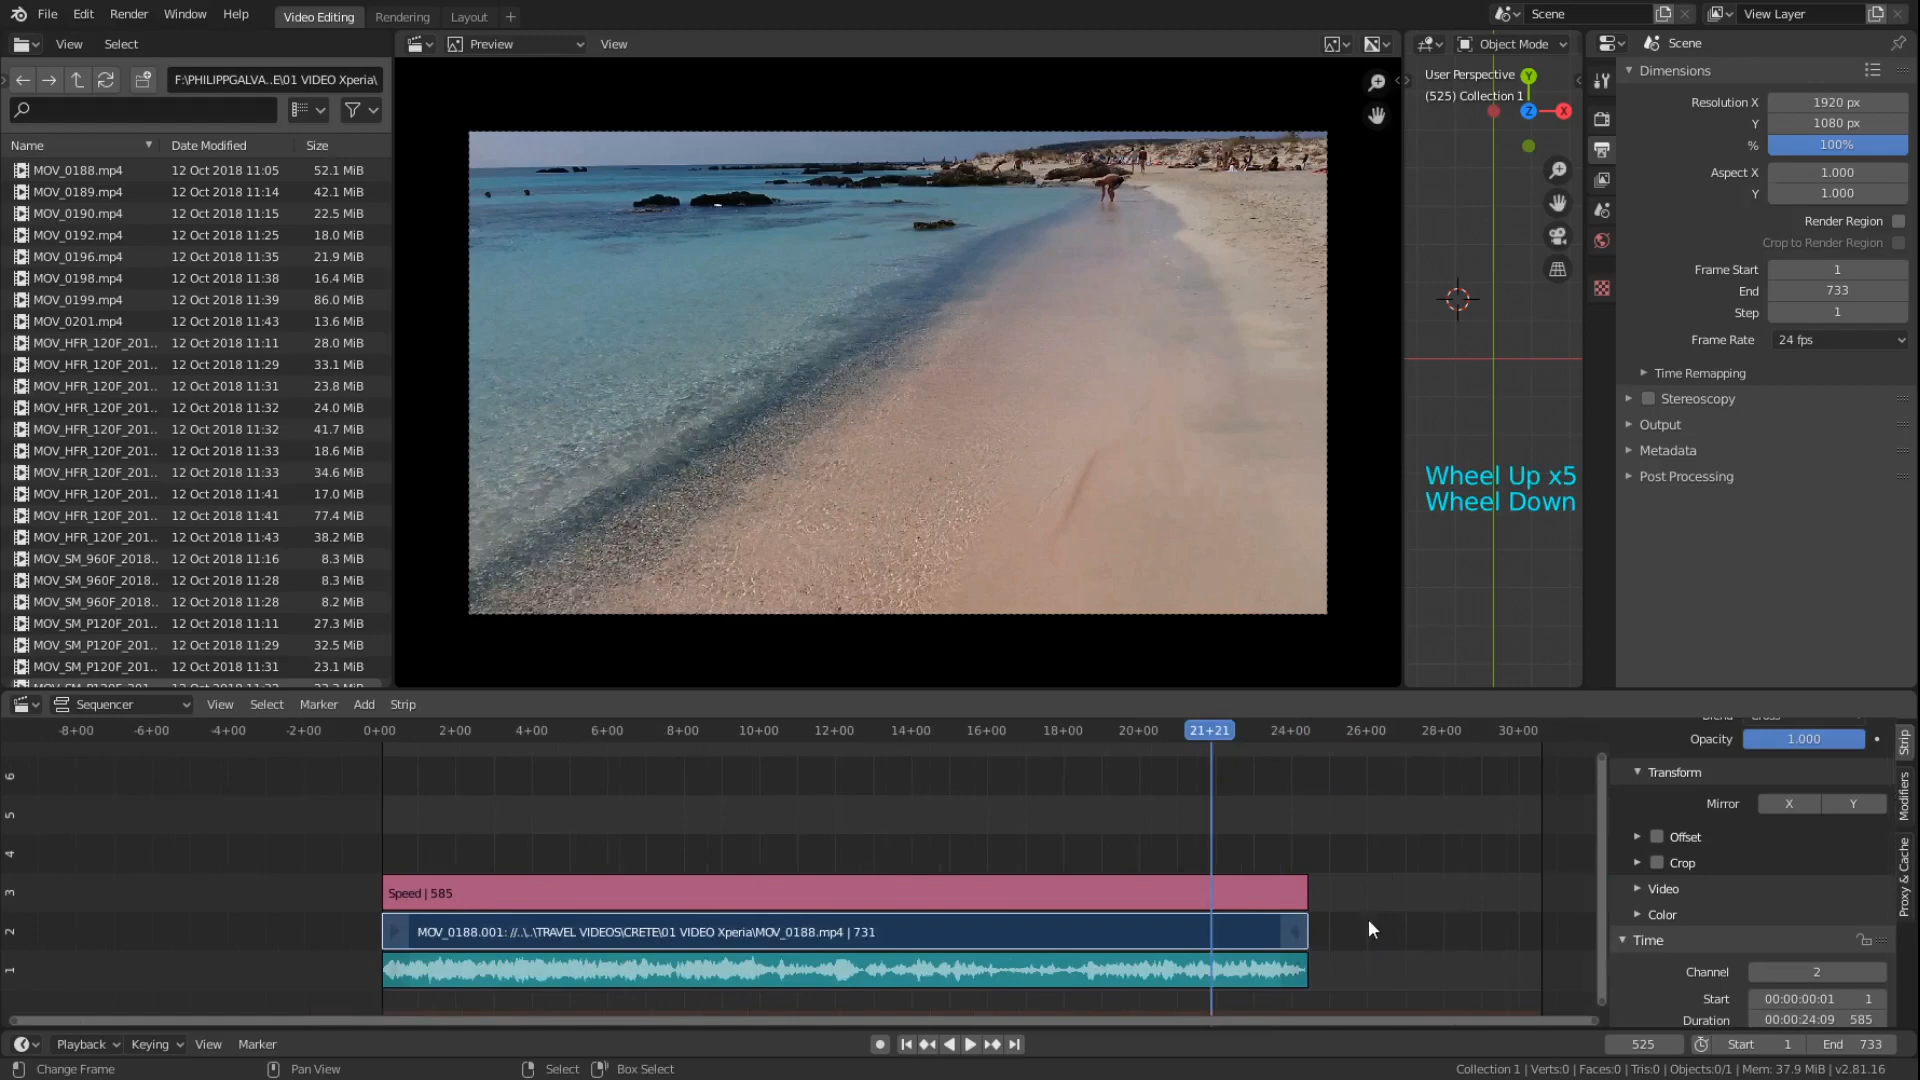 File Edit Render Window Help Video Editing Rendering Layout + Scene View Layer
View Select Preview View Object Mode Scene
F:\PHILIPPGALVA..E\01 VIDEO Xperia\
Name Date Modified Size
MOV_0188.mp4 12 Oct 2018 11:05 52.1 MiB
MOV_0189.mp4 12 Oct 2018 11:14 42.1 MiB
MOV_0190.mp4 12 Oct 2018 11:15 22.5 MiB
MOV_0192.mp4 12 Oct 2018 11:25 18.0 MiB
MOV_0196.mp4 12 Oct 2018 11:35 21.9 MiB
MOV_0198.mp4 12 Oct 2018 11:38 16.4 MiB
MOV_0199.mp4 12 Oct 2018 11:39 86.0 MiB
MOV_0201.mp4 12 Oct 2018 11:43 13.6 MiB
MOV_HFR_120F_201.. 12 Oct 2018 11:11 28.0 MiB
MOV_HFR_120F_201.. 12 Oct 2018 11:29 33.1 MiB
MOV_HFR_120F_201.. 12 Oct 2018 11:31 23.8 MiB
MOV_HFR_120F_201.. 12 Oct 2018 11:32 24.0 MiB
MOV_HFR_120F_201.. 12 Oct 2018 11:32 41.7 MiB
MOV_HFR_120F_201.. 12 Oct 2018 11:33 18.6 MiB
MOV_HFR_120F_201.. 12 Oct 2018 11:33 34.6 MiB
MOV_HFR_120F_201.. 12 Oct 2018 11:41 17.0 MiB
MOV_HFR_120F_201.. 12 Oct 2018 11:41 77.4 MiB
MOV_HFR_120F_201.. 12 Oct 2018 11:43 38.2 MiB
MOV_SM_960F_2018.. 12 Oct 2018 11:16 8.3 MiB
MOV_SM_960F_2018.. 12 Oct 2018 11:28 8.3 MiB
MOV_SM_960F_2018.. 12 Oct 2018 11:28 8.2 MiB
MOV_SM_P120F_201.. 12 Oct 2018 11:11 27.3 MiB
MOV_SM_P120F_201.. 12 Oct 2018 11:29 32.5 MiB
MOV_SM_P120F_201.. 12 Oct 2018 11:31 23.1 MiB
User Perspective
(525) Collection 1
Y
Z X
Wheel Up x5
Wheel Down
Dimensions
Resolution X 1920 px
Y 1080 px
% 100%
Aspect X 1.000
Y 1.000
Render Region
Crop to Render Region
Frame Start 1
End 733
Step 1
Frame Rate 24 fps
Time Remapping
Stereoscopy
Output
Metadata
Post Processing
Sequencer View Select Marker Add Strip
-8+00 -6+00 -4+00 -2+00 0+00 2+00 4+00 6+00 8+00 10+00 12+00 14+00 16+00 18+00 20+00 21+21 24+00 26+00 28+00 30+00
6
5
4
3
2
1
Speed | 585
MOV_0188.001: //..\..\TRAVEL VIDEOS\CRETE\01 VIDEO Xperia\MOV_0188.mp4 | 731
Opacity 1.000
Transform
Mirror X Y
Offset
Crop
Video
Color
Time
Channel 2
Start 00:00:00:01 1
Duration 00:00:24:09 585
Strip
Modifiers
Proxy & Cache
Playback Keying View Marker 525 Start 1 End 733
Change Frame Pan View Select Box Select Collection 1 | Verts:0 | Faces:0 | Tris:0 | Objects:0/1 | Mem: 37.9 MiB | v2.81.16